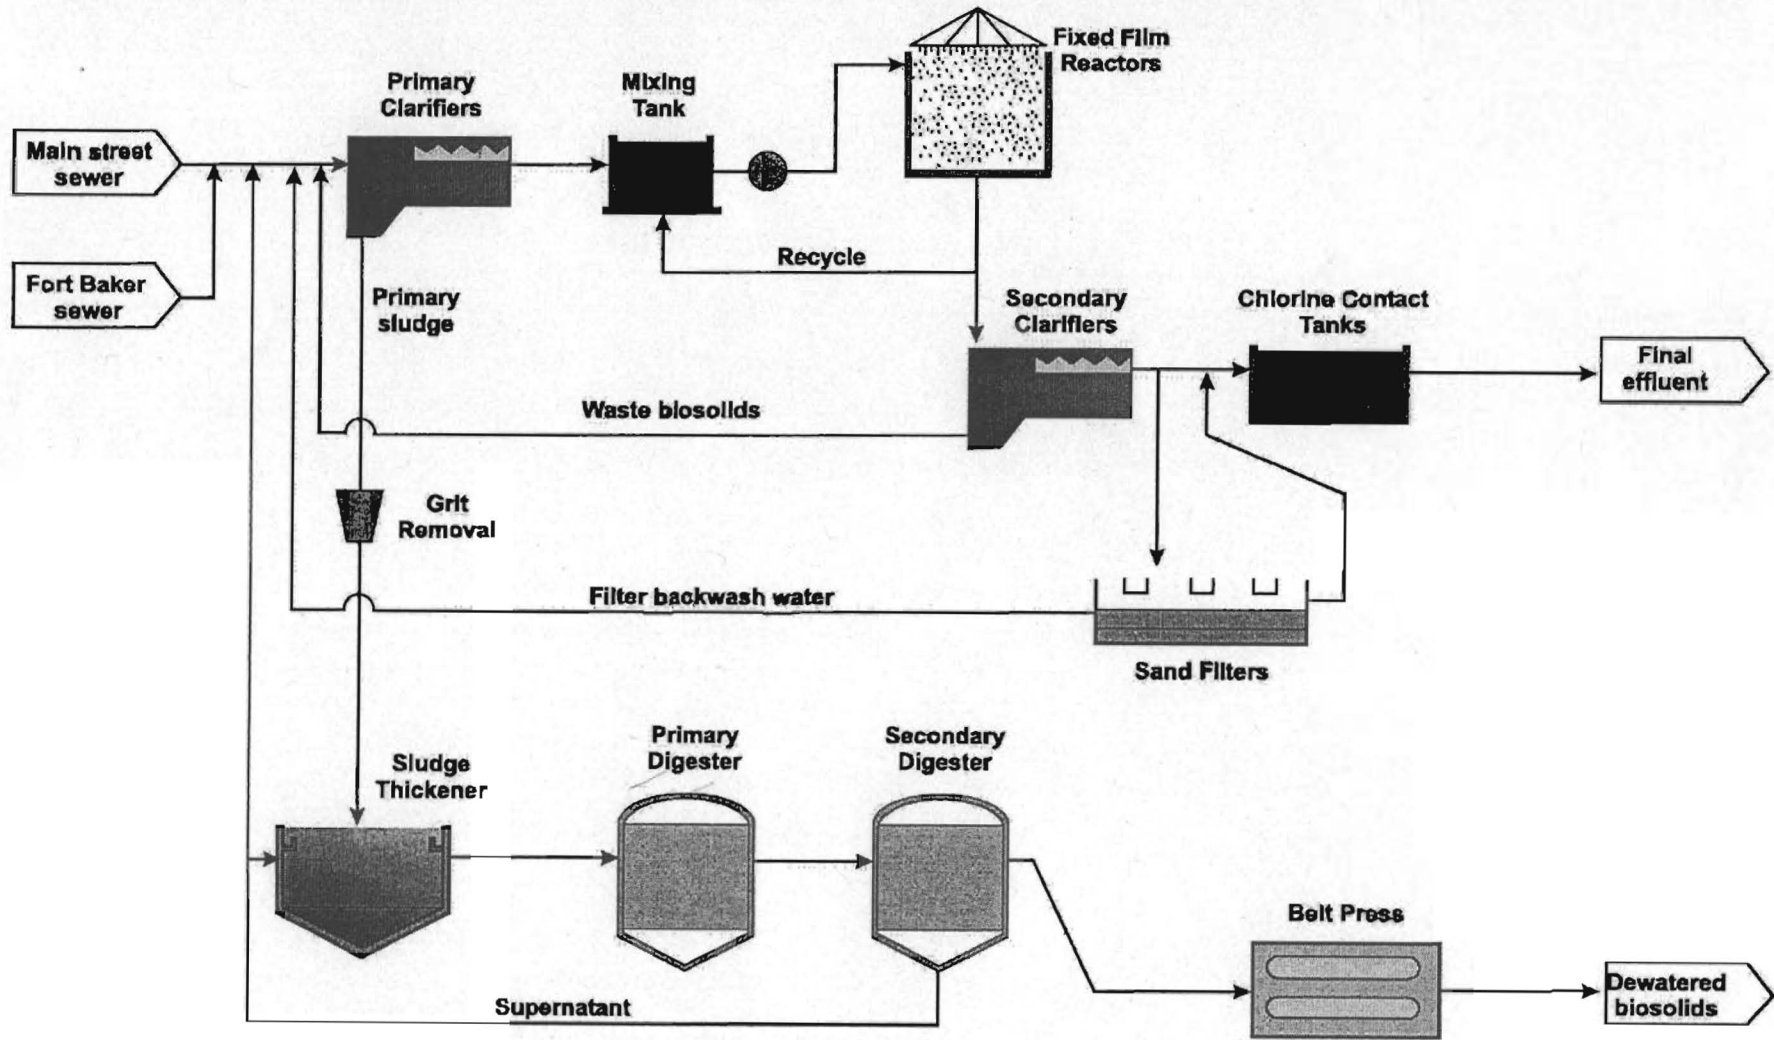 Fixed Film
Reactors
Primary
Clarifiers
Mixing
Tank
Main street
sewer
Recycle
Fort Baker
sewer
Primary
sludge
Secondary
Clarifiers
Chlorine Contact
Tanks
Final
effluent
Waste biosolids
Grit
Removal
Filter backwash water
Sand Filters
Sludge
Thickener
Primary
Digester
Secondary
Digester
Belt Press
Supernatant
Dewatered
biosolids